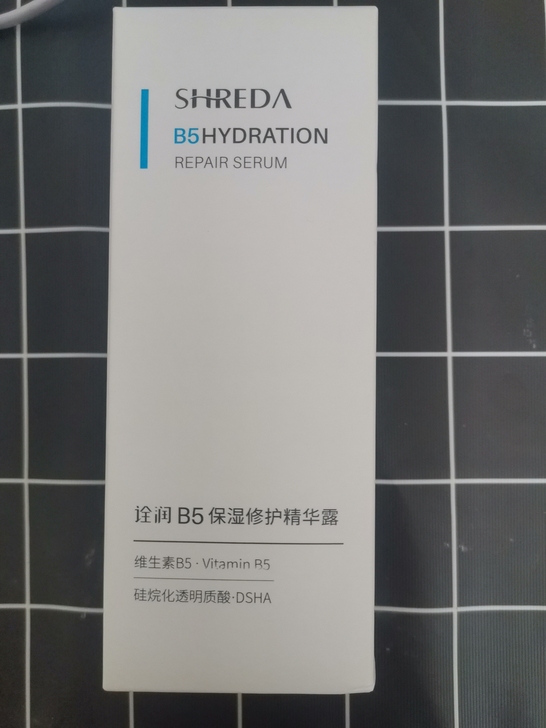 SHREDA
B5HYDRATION
REPAIR SERUM
诠润 B5 保湿修护精华露
维生素B5 · Vitamin B5
硅烷化透明质酸·DSHA